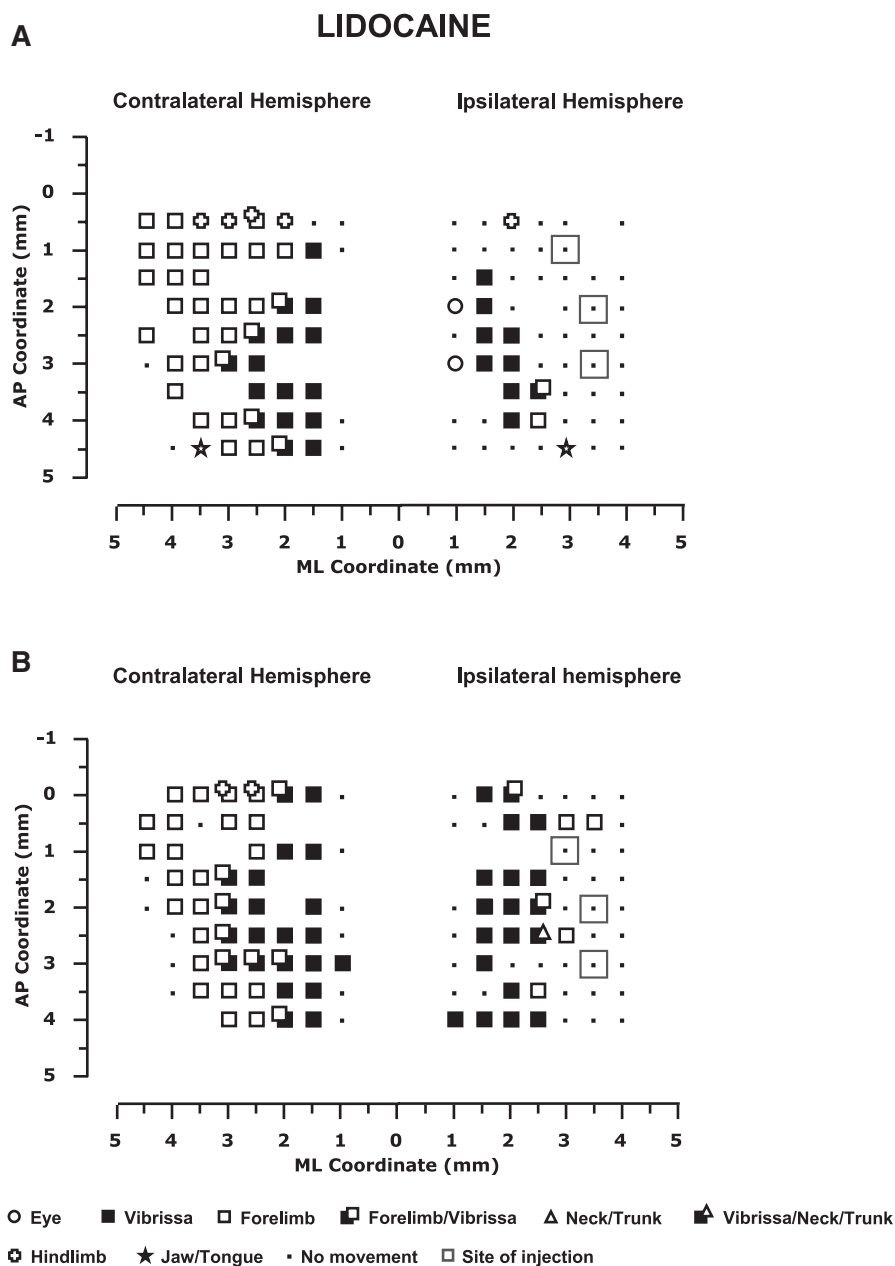 LIDOCAINE
A
Contralateral Hemisphere Ipsilateral Hemisphere
-1
0
1
2
3
4
5
AP Coordinate (mm)
5 4 3 2 1 0 1 2 3 4 5
ML Coordinate (mm)
B
Contralateral Hemisphere Ipsilateral hemisphere
-1
0
1
2
3
4
5
AP Coordinate (mm)
5 4 3 2 1 0 1 2 3 4 5
ML Coordinate (mm)
Eye Vibrissa Forelimb Forelimb/Vibrissa Neck/Trunk Vibrissa/Neck/Trunk
Hindlimb Jaw/Tongue No movement Site of injection